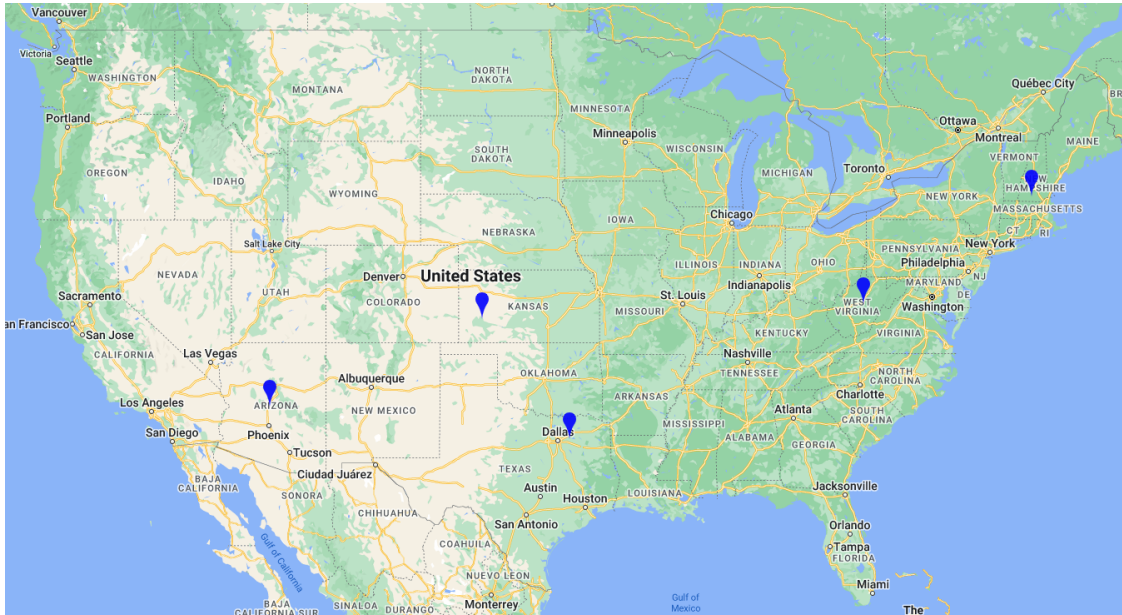 Vancouver
Victoria
Seattle
WASHINGTON
Portland
OREGON
IDAHO
MONTANA
NORTH
DAKOTA
SOUTH
DAKOTA
WYOMING
NEBRASKA
MINNESOTA
Minneapolis
WISCONSIN
MICHIGAN
IOWA
Chicago
Toronto
Ottawa
Montreal
Québec City
MAINE
VERMONT
NEW
HAMPSHIRE
MASSACHUSETTS
CT
RI
NEW YORK
New York
PENNSYLVANIA
Philadelphia
NJ
MARYLAND
DE
Washington
OHIO
INDIANA
Indianapolis
ILLINOIS
WEST
VIRGINIA
VIRGINIA
KENTUCKY
St. Louis
MISSOURI
KANSAS
United States
Denver
COLORADO
Salt Lake City
UTAH
NEVADA
Sacramento
an Francisco
San Jose
CALIFORNIA
Las Vegas
Los Angeles
San Diego
ARIZONA
Phoenix
Tucson
Albuquerque
NEW MEXICO
OKLAHOMA
ARKANSAS
Nashville
TENNESSEE
NORTH
CAROLINA
Charlotte
SOUTH
CAROLINA
Atlanta
MISSISSIPPI
ALABAMA
GEORGIA
Dallas
TEXAS
Austin
Houston
San Antonio
LOUISIANA
Jacksonville
Orlando
Tampa
FLORIDA
Miami
Ciudad Juárez
BAJA
CALIFORNIA
SONORA
CHIHUAHUA
COAHUILA
NUEVO LEON
Monterrey
Gulf of California
BAJA
CALIFORNIA SUR
SINALOA
DURANGO
Gulf of
Mexico
The
BR